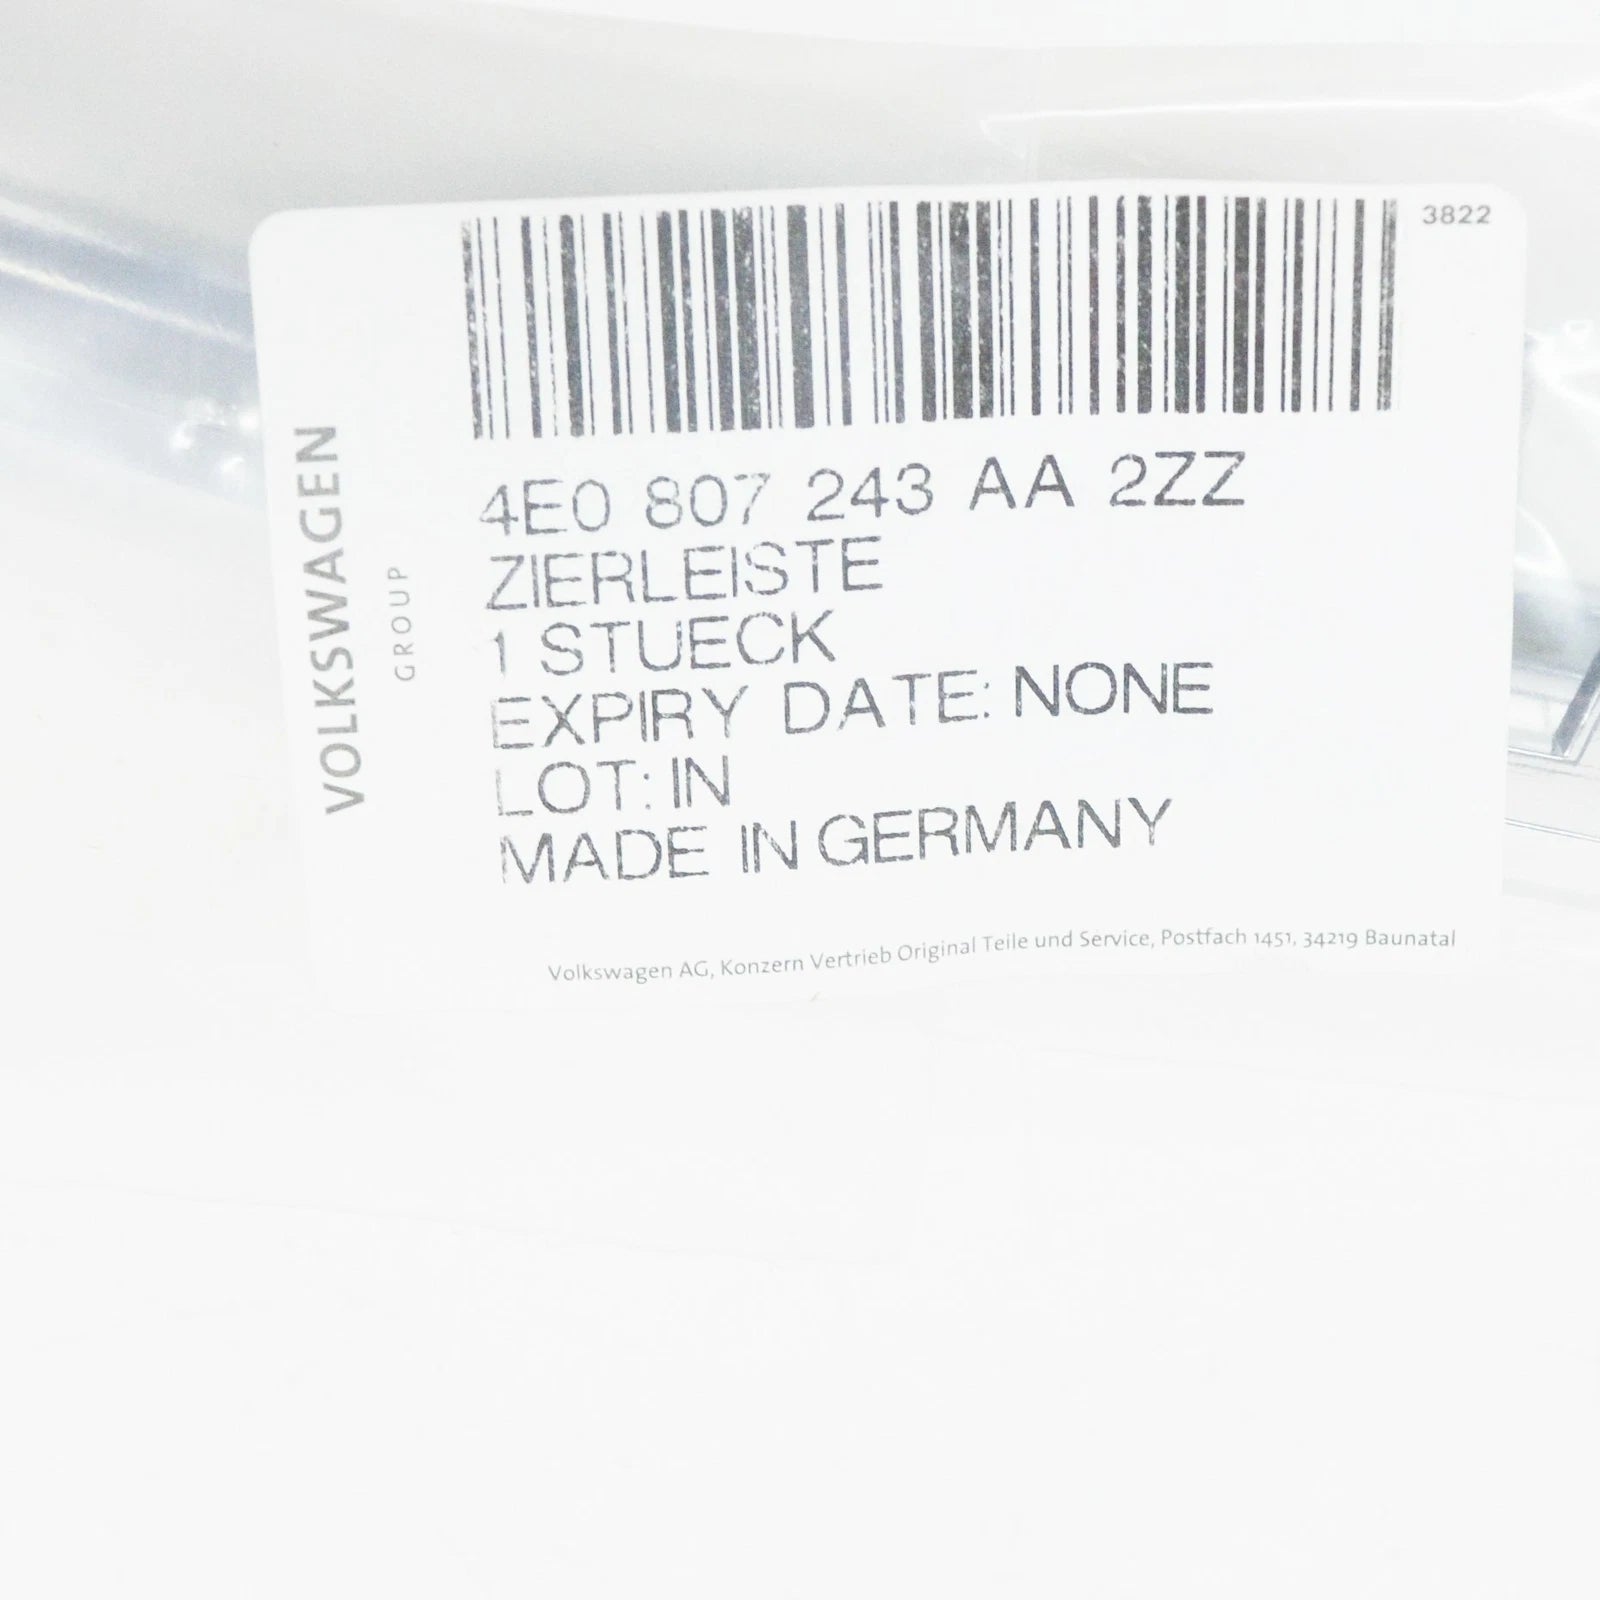 3822
4E0 807 243 AA 2ZZ
ZIERLEISTE
1 STUECK
EXPIRY DATE: NONE
LOT: IN
MADE IN GERMANY
Volkswagen AG, Konzern Vertrieb Original Teile und Service, Postfach 1451, 34219 Baunatal
VOLKSWAGEN
GROUP